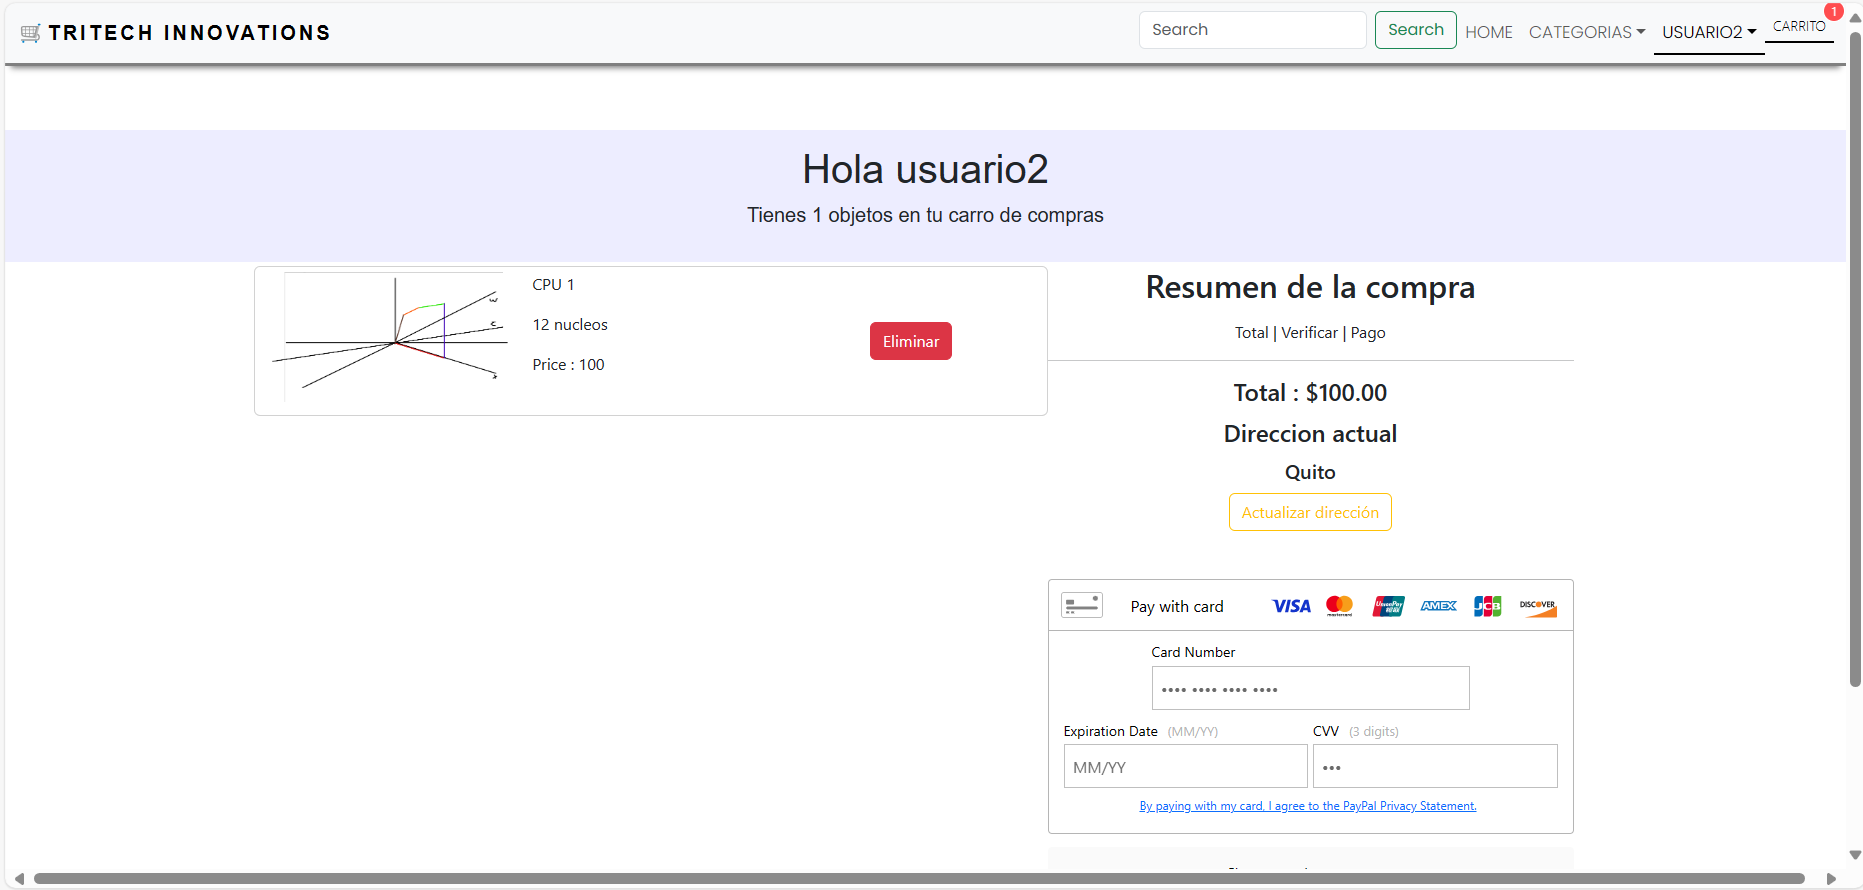 TRITECH INNOVATIONS
Search
Search
HOME
CATEGORIAS
USUARIO2
CARRITO
1
Hola usuario2
Tienes 1 objetos en tu carro de compras
CPU 1
12 nucleos
Price : 100
Eliminar
Resumen de la compra
Total | Verificar | Pago
Total : $100.00
Direccion actual
Quito
Actualizar dirección
Pay with card
VISA
mastercard
UnionPay
AMEX
JCB
DISCOVER
Card Number
•••• •••• •••• ••••
Expiration Date (MM/YY)
CVV (3 digits)
MM/YY
•••
By paying with my card, I agree to the PayPal Privacy Statement.